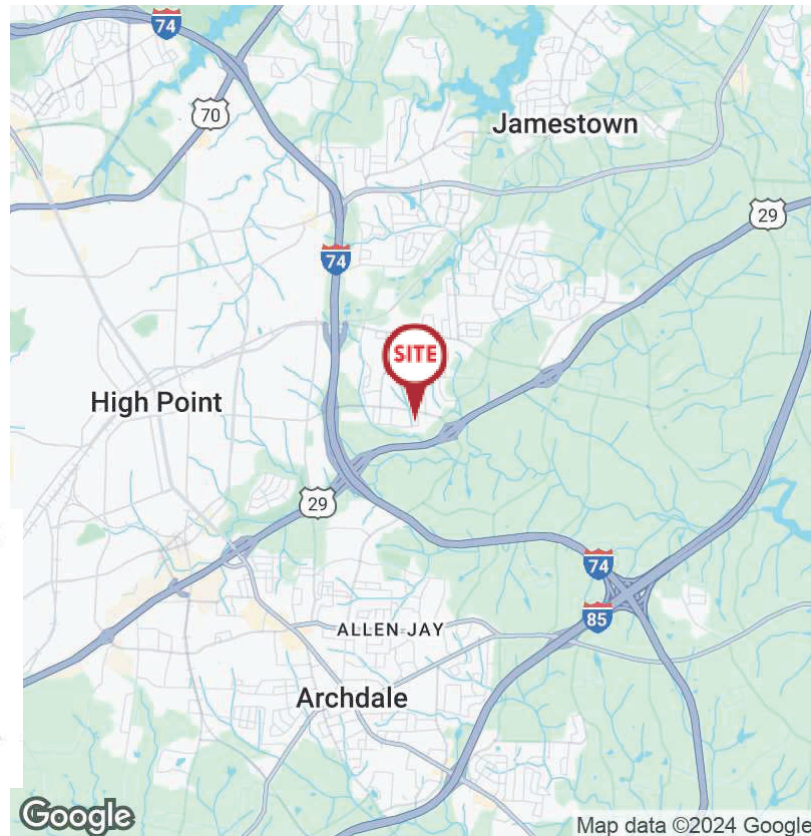 74
70
Jamestown
29
74
SITE
High Point
29
74
85
ALLEN JAY
Archdale
Google
Map data ©2024 Google